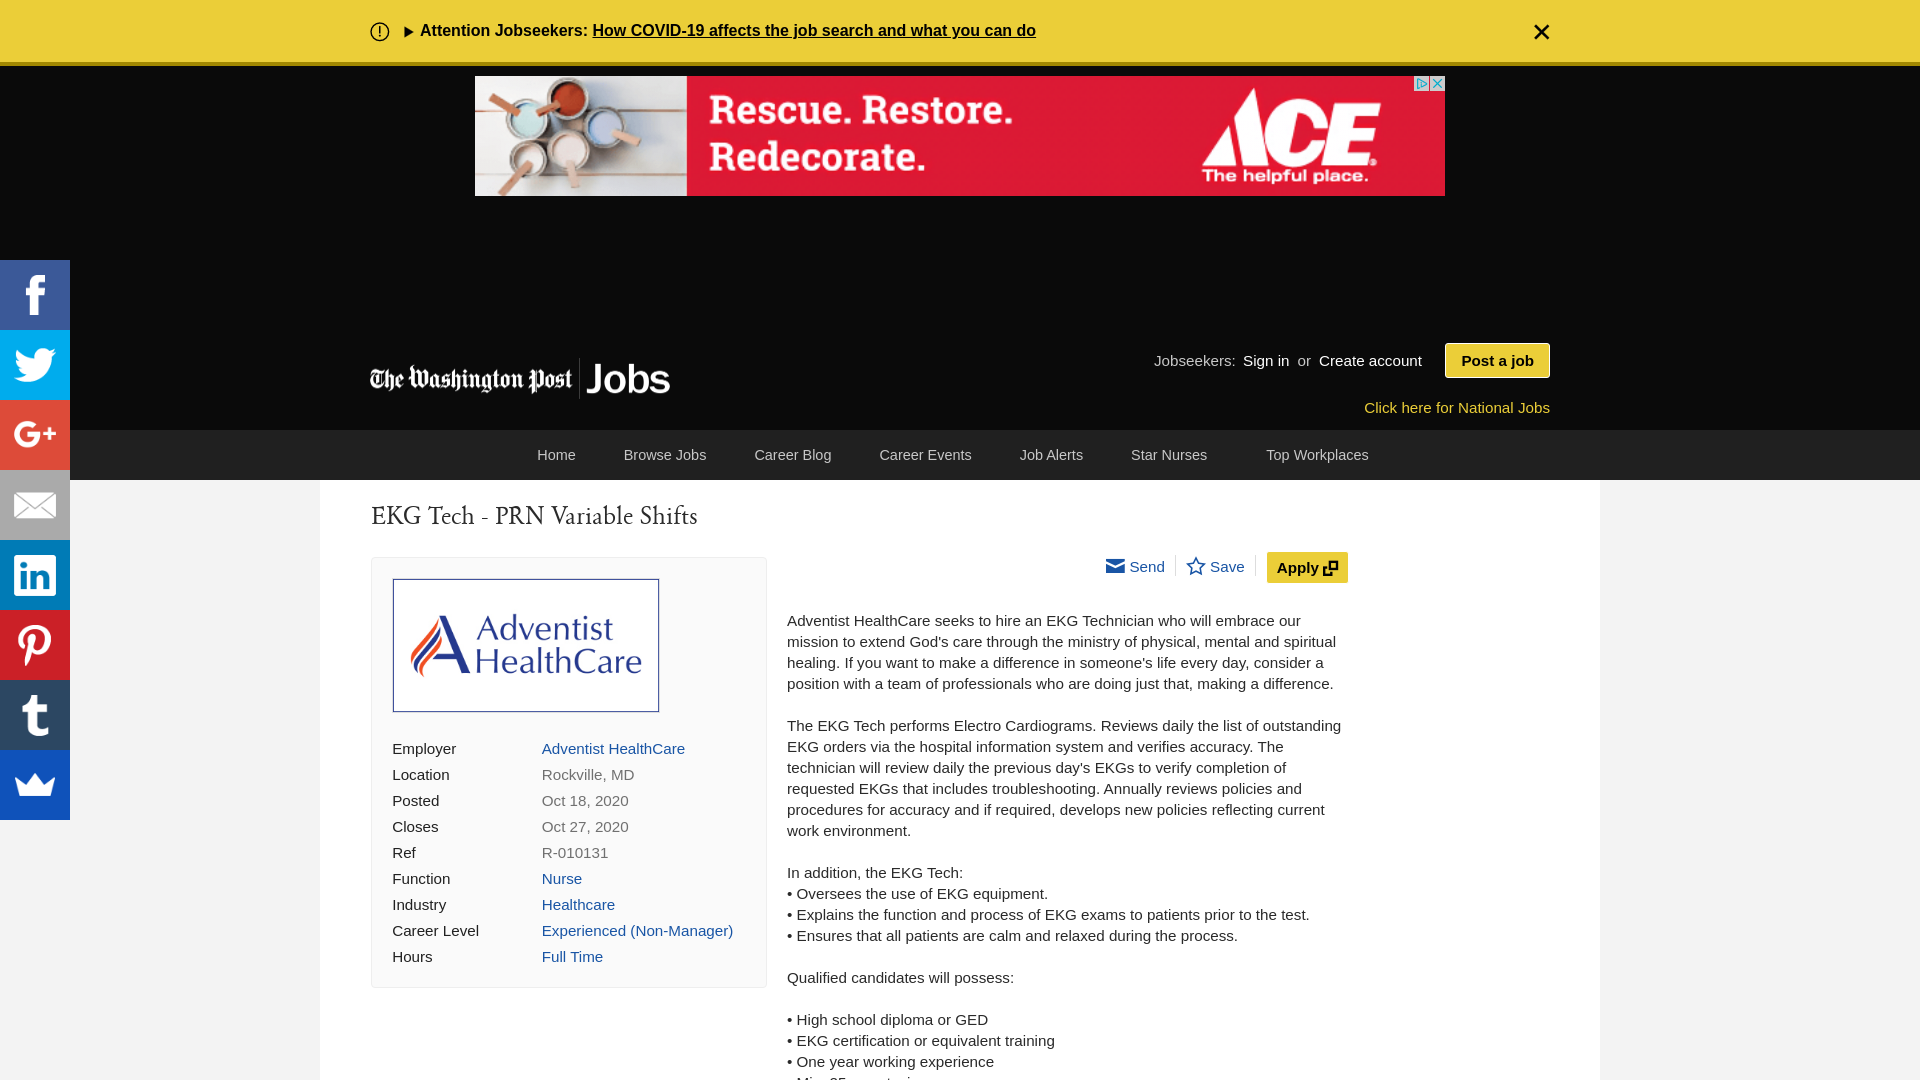 Attention Jobseekers: How COVID-19 affects the job search and what you can do
Rescue. Restore.
Redecorate.
ACE
The helpful place.
Jobseekers: Sign in or Create account
Post a job
The Washington Post Jobs
Click here for National Jobs
Home Browse Jobs Career Blog Career Events Job Alerts Star Nurses Top Workplaces
EKG Tech - PRN Variable Shifts
Send Save Apply
Adventist
HealthCare
Employer Adventist HealthCare
Location Rockville, MD
Posted Oct 18, 2020
Closes Oct 27, 2020
Ref R-010131
Function Nurse
Industry Healthcare
Career Level Experienced (Non-Manager)
Hours Full Time
Adventist HealthCare seeks to hire an EKG Technician who will embrace our
mission to extend God's care through the ministry of physical, mental and spiritual
healing. If you want to make a difference in someone's life every day, consider a
position with a team of professionals who are doing just that, making a difference.
The EKG Tech performs Electro Cardiograms. Reviews daily the list of outstanding
EKG orders via the hospital information system and verifies accuracy. The
technician will review daily the previous day's EKGs to verify completion of
requested EKGs that includes troubleshooting. Annually reviews policies and
procedures for accuracy and if required, develops new policies reflecting current
work environment.
In addition, the EKG Tech:
• Oversees the use of EKG equipment.
• Explains the function and process of EKG exams to patients prior to the test.
• Ensures that all patients are calm and relaxed during the process.
Qualified candidates will possess:
• High school diploma or GED
• EKG certification or equivalent training
• One year working experience